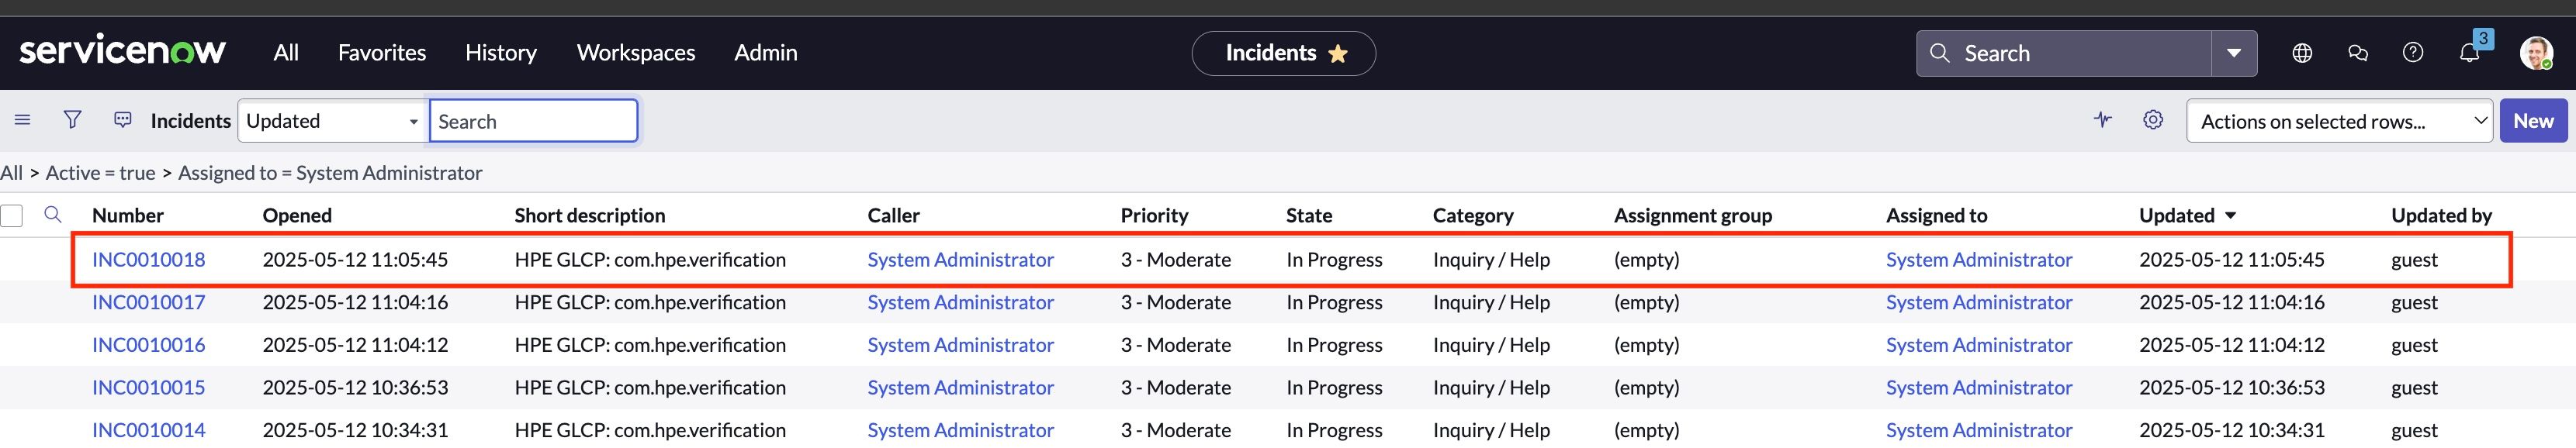 servicenow All Favorites History Workspaces Admin Incidents Search 3
Incidents Updated Search Actions on selected rows... New
All > Active = true > Assigned to = System Administrator
Number Opened Short description Caller Priority State Category Assignment group Assigned to Updated Updated by
INC0010018 2025-05-12 11:05:45 HPE GLCP: com.hpe.verification System Administrator 3 - Moderate In Progress Inquiry / Help (empty) System Administrator 2025-05-12 11:05:45 guest
INC0010017 2025-05-12 11:04:16 HPE GLCP: com.hpe.verification System Administrator 3 - Moderate In Progress Inquiry / Help (empty) System Administrator 2025-05-12 11:04:16 guest
INC0010016 2025-05-12 11:04:12 HPE GLCP: com.hpe.verification System Administrator 3 - Moderate In Progress Inquiry / Help (empty) System Administrator 2025-05-12 11:04:12 guest
INC0010015 2025-05-12 10:36:53 HPE GLCP: com.hpe.verification System Administrator 3 - Moderate In Progress Inquiry / Help (empty) System Administrator 2025-05-12 10:36:53 guest
INC0010014 2025-05-12 10:34:31 HPE GLCP: com.hpe.verification System Administrator 3 - Moderate In Progress Inquiry / Help (empty) System Administrator 2025-05-12 10:34:31 guest